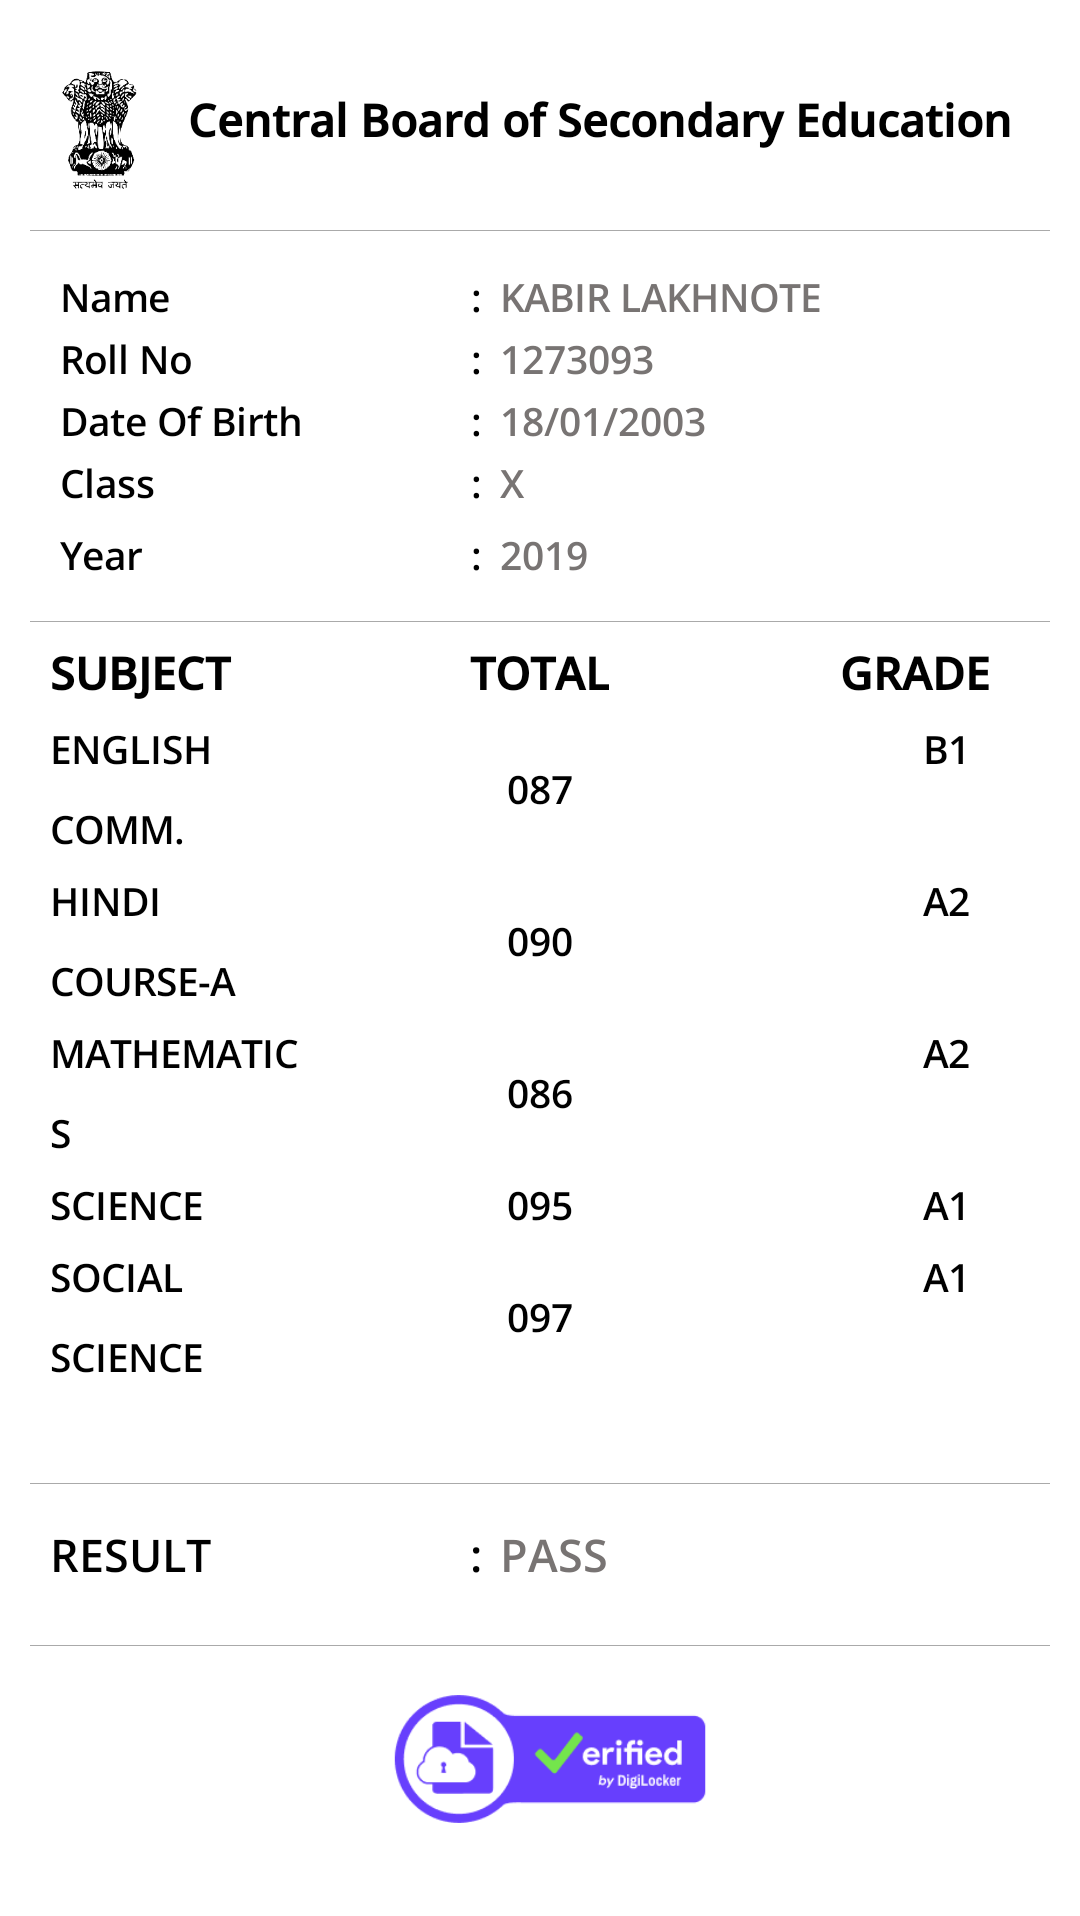 सत्यमेव जयते
Central Board of Secondary Education
Name : KABIR LAKHNOTE
Roll No : 1273093
Date Of Birth : 18/01/2003
Class : X
Year : 2019
SUBJECT TOTAL GRADE
ENGLISH COMM. 087 B1
HINDI COURSE-A 090 A2
MATHEMATIC
S 086 A2
SCIENCE 095 A1
SOCIAL SCIENCE 097 A1
RESULT : PASS
erified
by DigiLocker